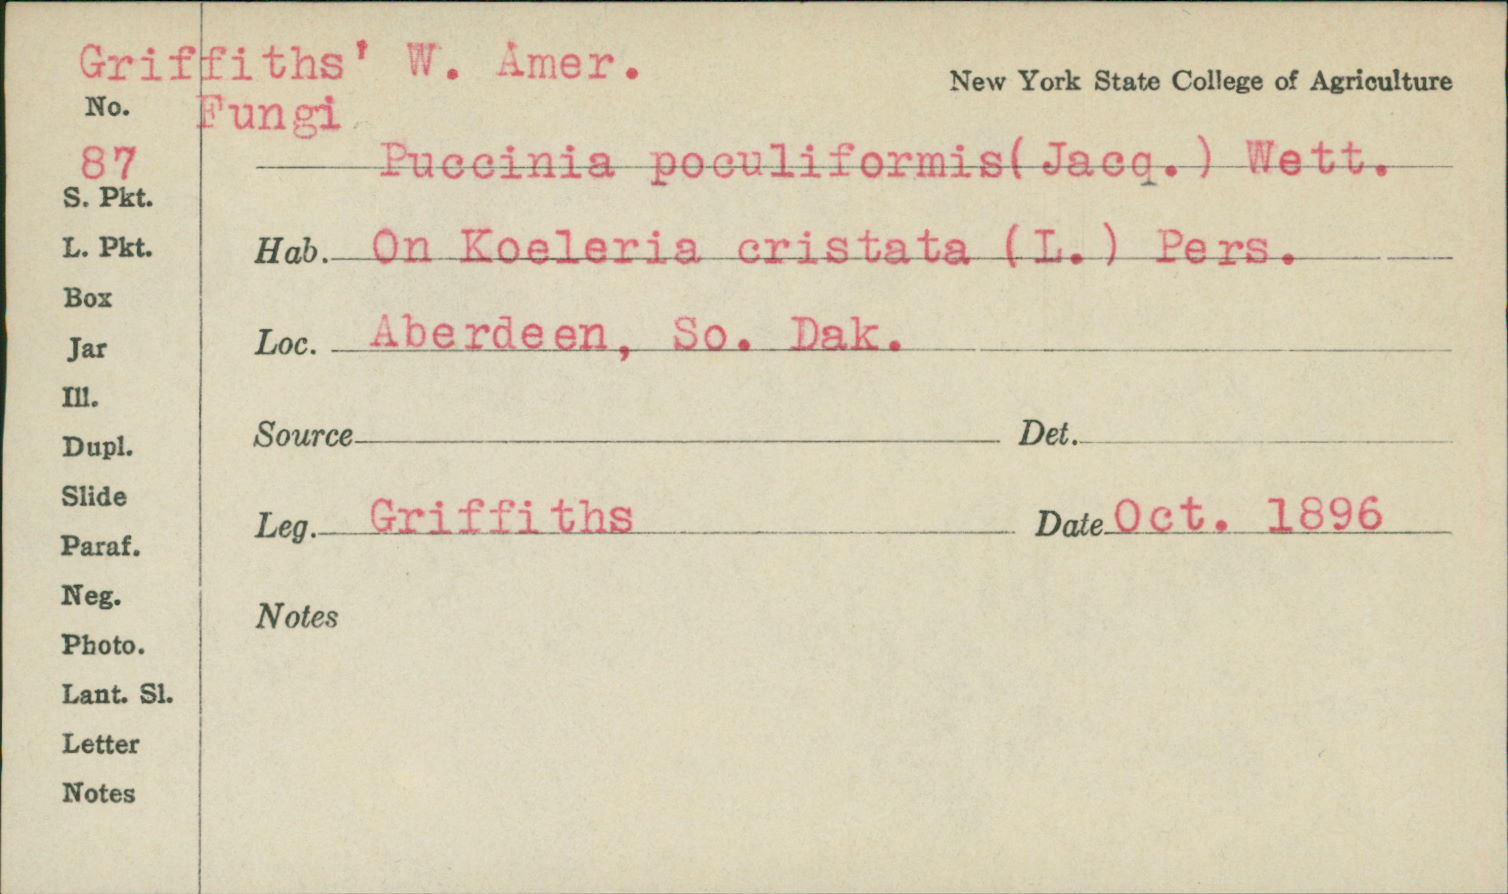 Griffiths' W. Amer.
New York State College of Agriculture
No. Fungi
87 Puccinia poculiformis(Jacq.) Wett.
S. Pkt.
L. Pkt. Hab. On Koeleria cristata (L.) Pers.
Box
Jar Loc. Aberdeen, So. Dak.
Ill.
Dupl. Source Det.
Slide
Leg. Griffiths Date Oct. 1896
Paraf.
Neg.
Notes
Photo.
Lant. Sl.
Letter
Notes